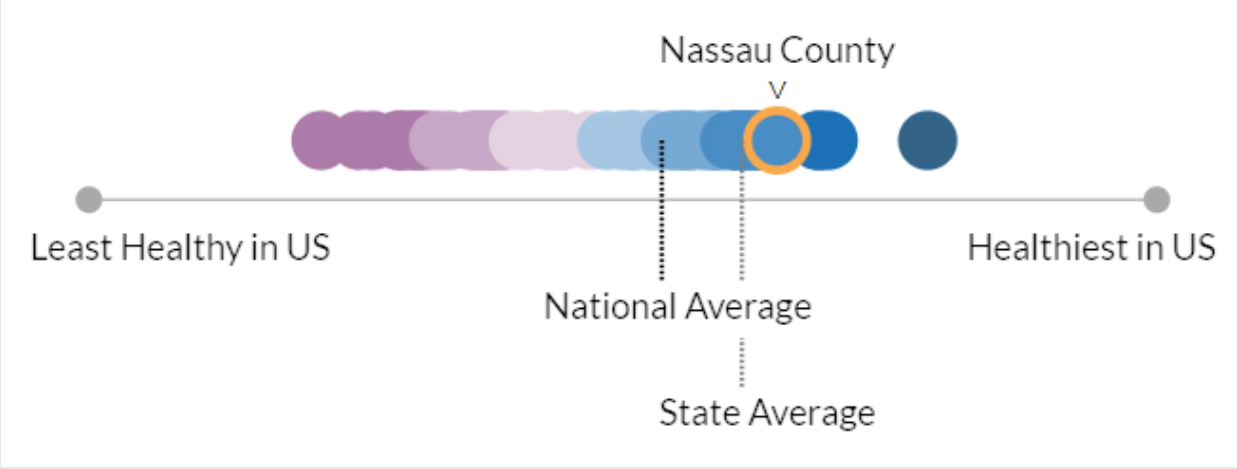 Nassau County
Least Healthy in US
Healthiest in US
National Average
State Average